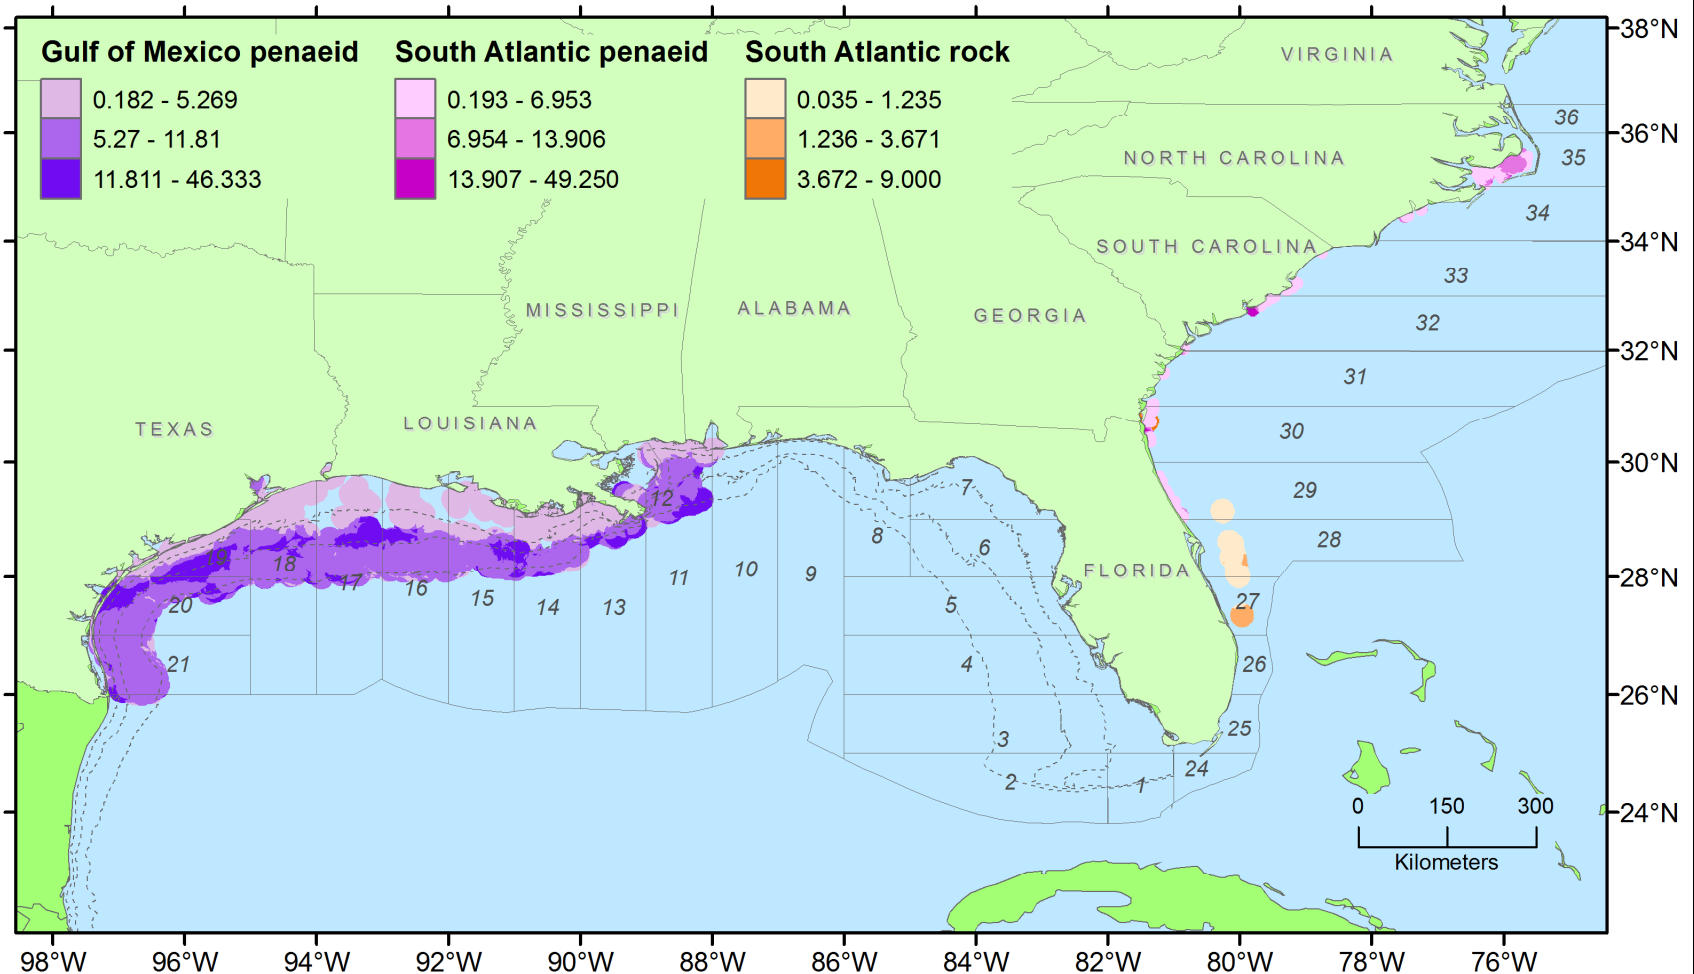 Gulf of Mexico penaeid
0.182 - 5.269
5.27 - 11.81
11.811 - 46.333
South Atlantic penaeid
0.193 - 6.953
6.954 - 13.906
13.907 - 49.250
South Atlantic rock
0.035 - 1.235
1.236 - 3.671
3.672 - 9.000
VIRGINIA
NORTH CAROLINA
SOUTH CAROLINA
MISSISSIPPI
ALABAMA
GEORGIA
TEXAS
LOUISIANA
FLORIDA
36
35
34
33
32
31
30
29
28
27
26
25
24
1
2
3
4
5
6
7
8
9
10
11
12
13
14
15
16
17
18
19
20
21
0 150 300
Kilometers
38°N
36°N
34°N
32°N
30°N
28°N
26°N
24°N
98°W 96°W 94°W 92°W 90°W 88°W 86°W 84°W 82°W 80°W 78°W 76°W